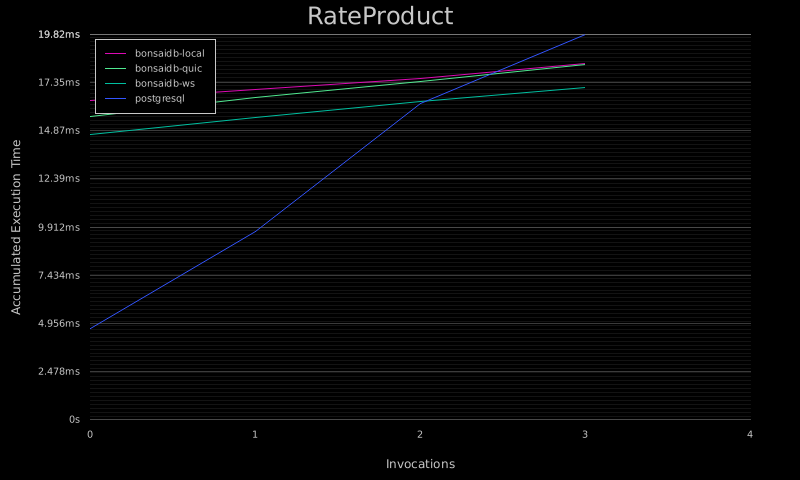 RateProduct
19.82ms
17.35ms
14.87ms
12.39ms
9.912ms
7.434ms
4.956ms
2.478ms
0s
Accumulated Execution Time
bonsaidb-local
bonsaidb-quic
bonsaidb-ws
postgresql
0 1 2 3 4
Invocations